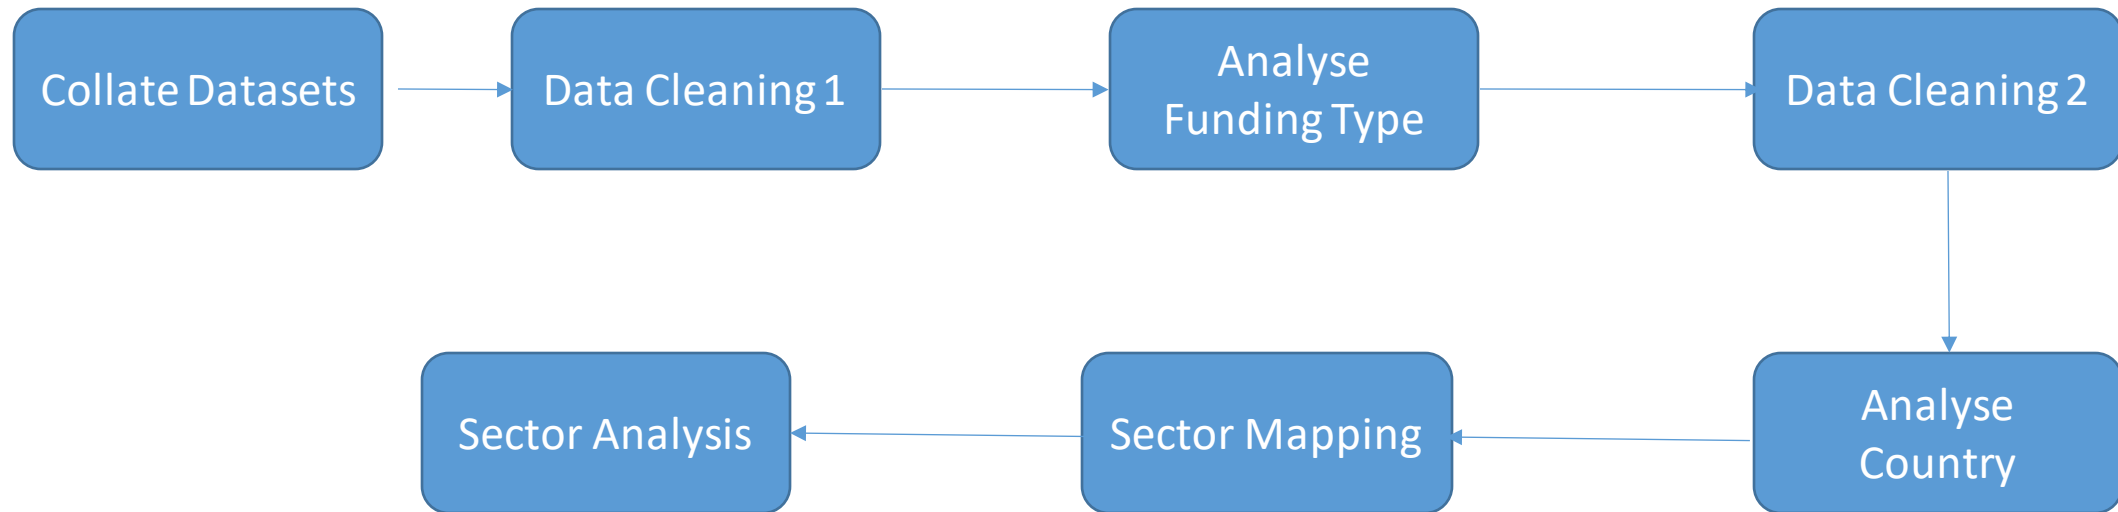 Collate Datasets
Data Cleaning 1
Analyse
Funding Type
Data Cleaning 2
Analyse
Country
Sector Mapping
Sector Analysis